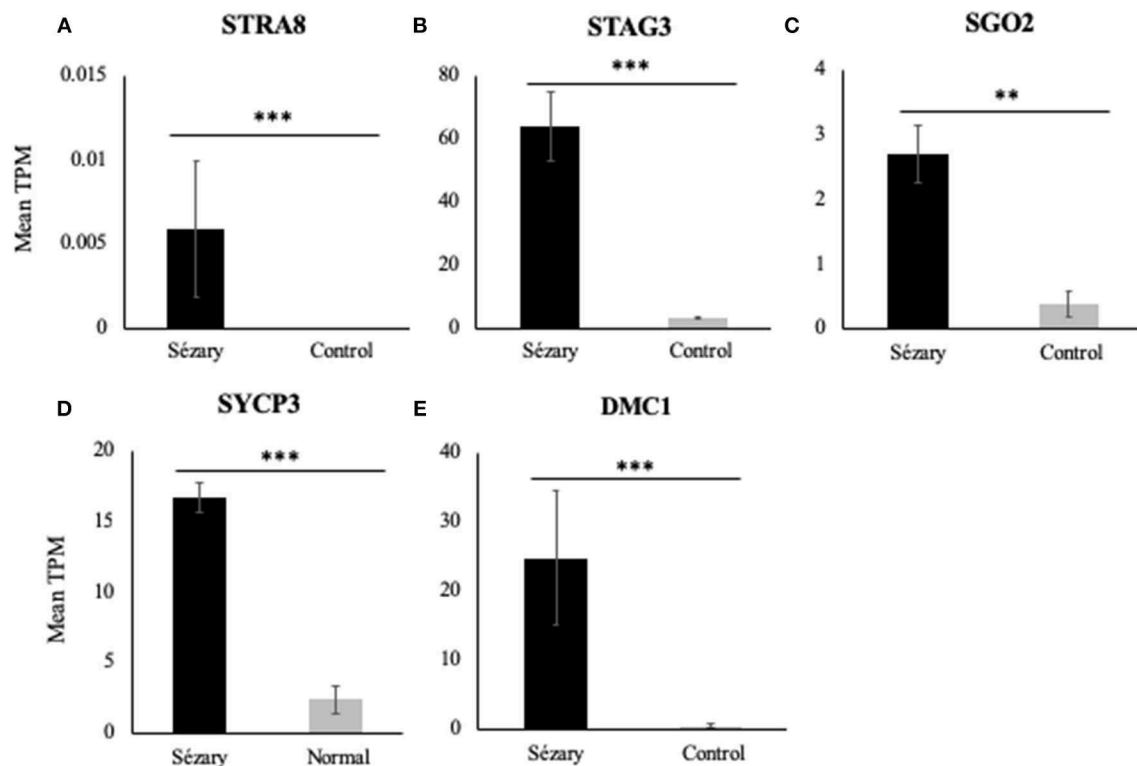 A
STRA8
Mean TPM
0.015
0.01
0.005
0
***
Sézary
Control
B
STAG3
80
60
40
20
0
***
Sézary
Control
C
SGO2
4
3
2
1
0
**
Sézary
Control
D
SYCP3
Mean TPM
20
15
10
5
0
***
Sézary
Normal
E
DMC1
40
30
20
10
0
***
Sézary
Control